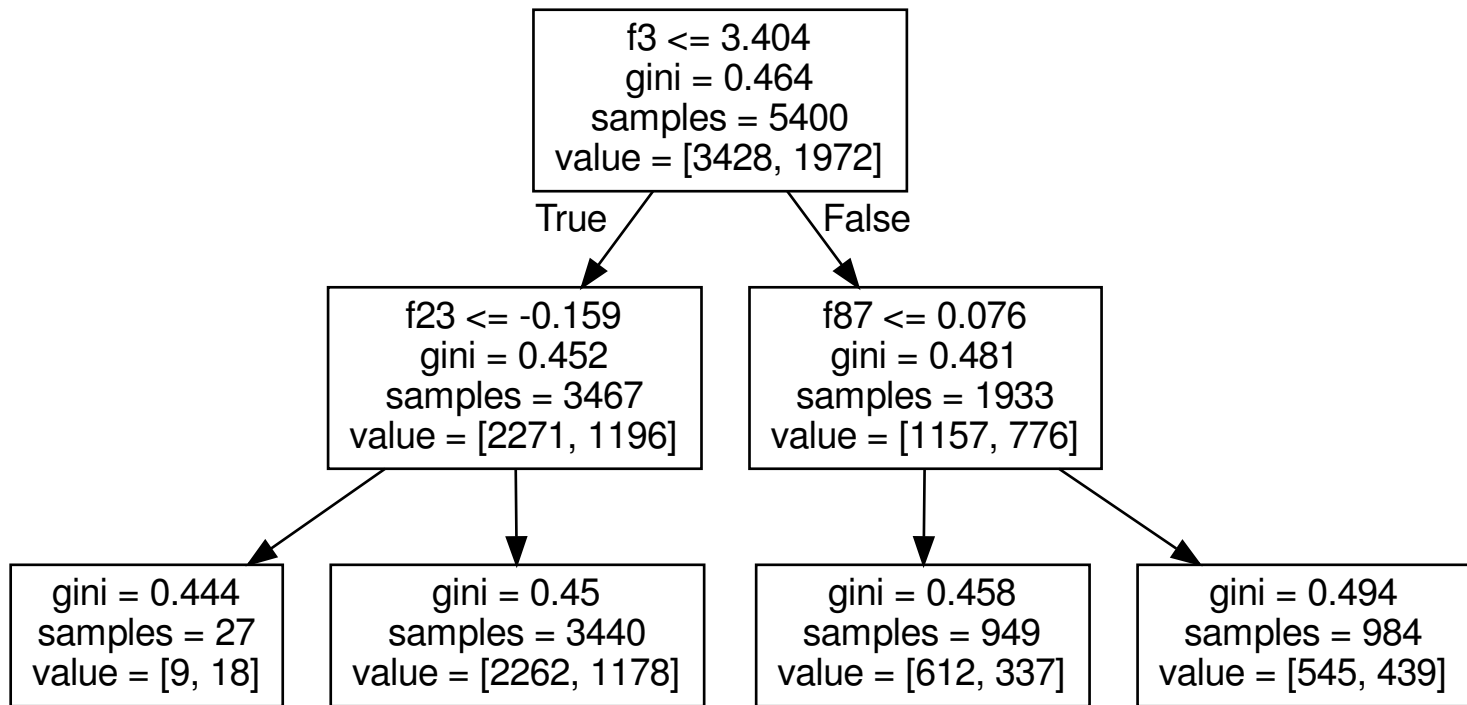 f3 <= 3.404
gini = 0.464
samples = 5400
value = [3428, 1972]
True
False
f23 <= -0.159
gini = 0.452
samples = 3467
value = [2271, 1196]
f87 <= 0.076
gini = 0.481
samples = 1933
value = [1157, 776]
gini = 0.444
samples = 27
value = [9, 18]
gini = 0.45
samples = 3440
value = [2262, 1178]
gini = 0.458
samples = 949
value = [612, 337]
gini = 0.494
samples = 984
value = [545, 439]